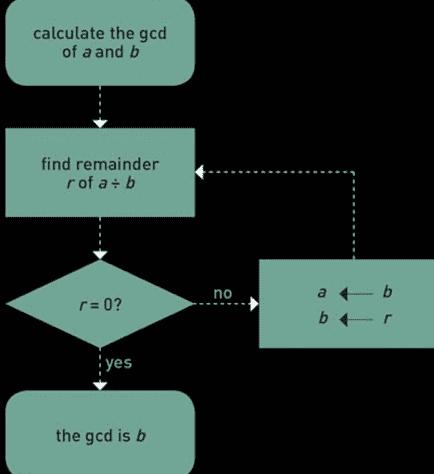 calculate the gcd
of a and b
find remainder
r of a ÷ b
r = 0?
no
a ← b
b ← r
yes
the gcd is b